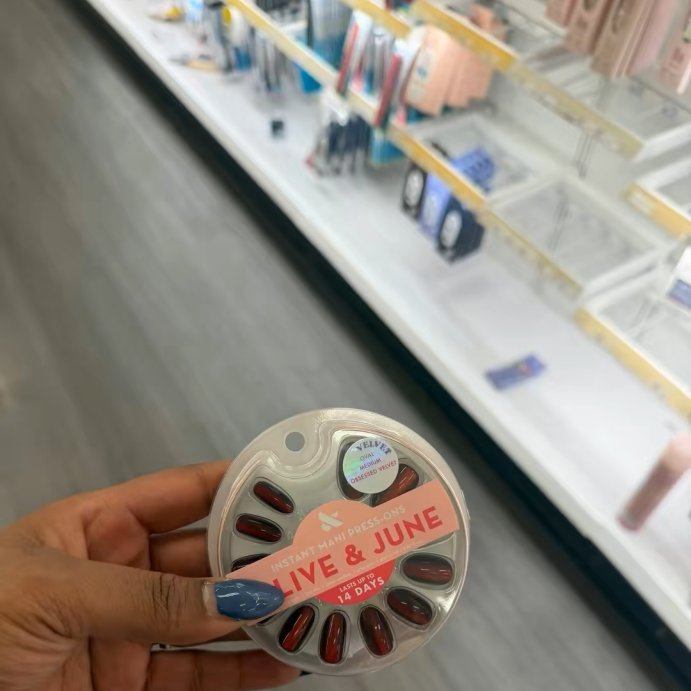 VELVET
OVAL
MEDIUM
OBSESSED VELVET
INSTANT MANI PRESS-ONS
LIVE & JUNE
LASTS UP TO
14 DAYS